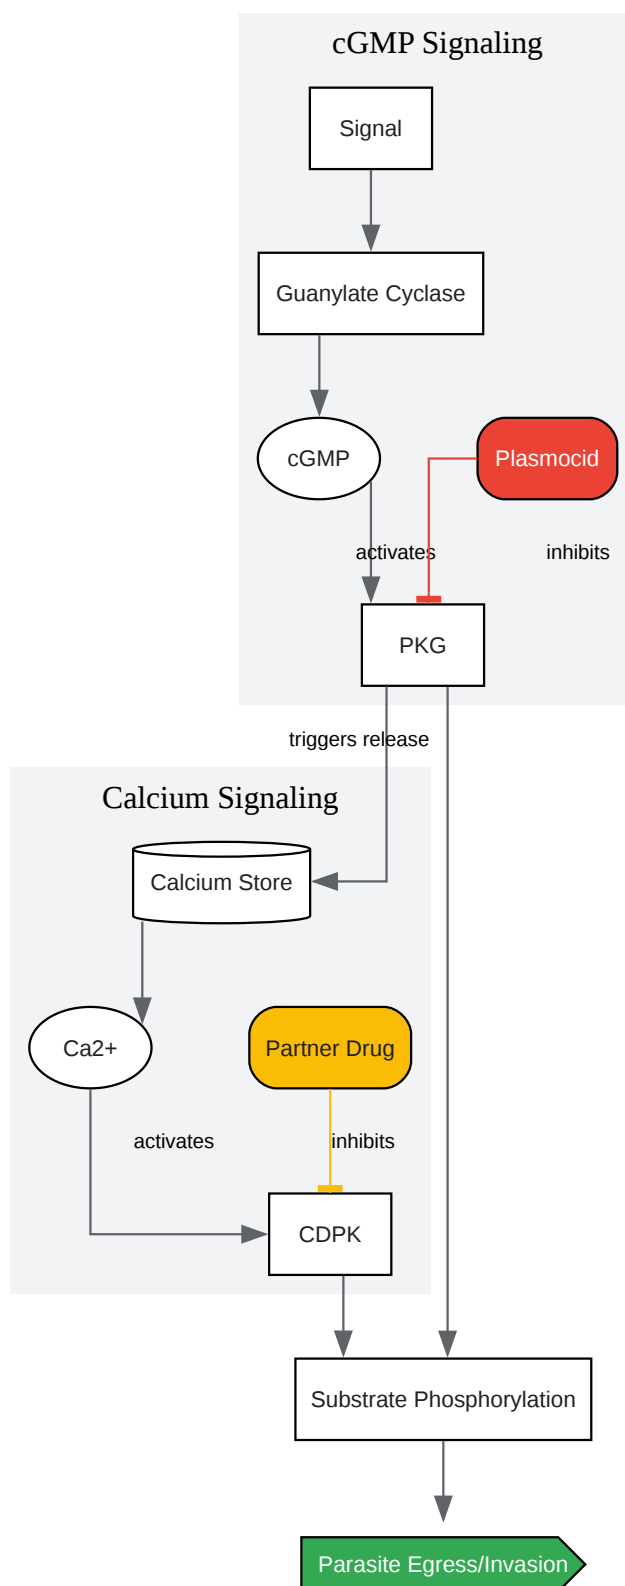 cGMP Signaling
Signal
Guanylate Cyclase
cGMP
Plasmocid
activates
inhibits
PKG
triggers release
Calcium Signaling
Calcium Store
Ca2+
Partner Drug
activates
inhibits
CDPK
Substrate Phosphorylation
Parasite Egress/Invasion